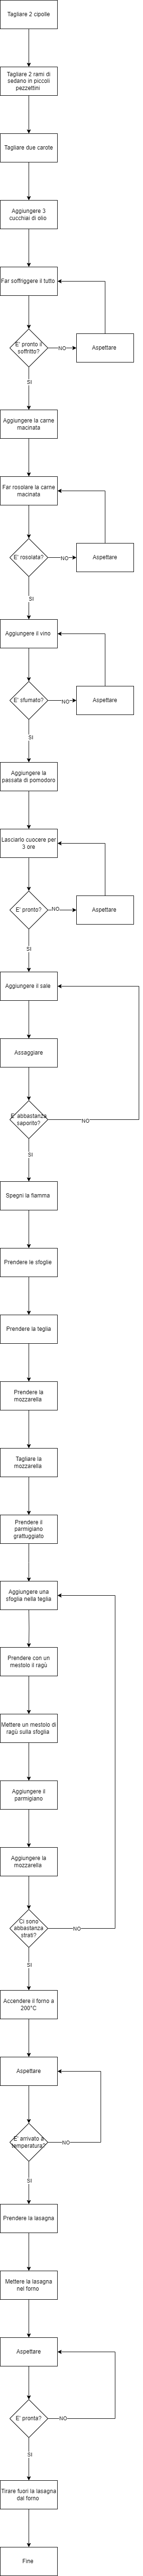 Tagliare 2 cipolle
Tagliare 2 rami di
sedano in piccoli
pezzettini
Tagliare due carote
Aggiungere 3
cucchiai di olio
Far soffriggere il tutto
E' pronto il
soffritto?
NO
Aspettare
SI
Aggiungere la carne
macinata
Far rosolare la carne
macinata
E' rosolata?
NO
Aspettare
SI
Aggiungere il vino
E' sfumato?
NO
Aspettare
SI
Aggiungere la
passata di pomodoro
Lasciarlo cuocere per
3 ore
E' pronto?
NO
Aspettare
SI
Aggiungere il sale
Assaggiare
E' abbastanza
saporito?
NO
SI
Spegni la fiamma
Prendere le sfoglie
Prendere la teglia
Prendere la
mozzarella
Tagliare la
mozzarella
Prendere il
parmigiano
grattuggiato
Aggiungere una
sfoglia nella teglia
Prendere con un
mestolo il ragù
Mettere un mestolo di
ragù sulla sfoglia
Aggiungere il
parmigiano
Aggiungere la
mozzarella
Ci sono
abbastanza
strati?
NO
SI
Accendere il forno a
200°C
Aspettare
E' arrivato a
temperatura?
NO
SI
Prendere la lasagna
Mettere la lasagna
nel forno
Aspettare
E' pronta?
NO
SI
Tirare fuori la lasagna
dal forno
Fine